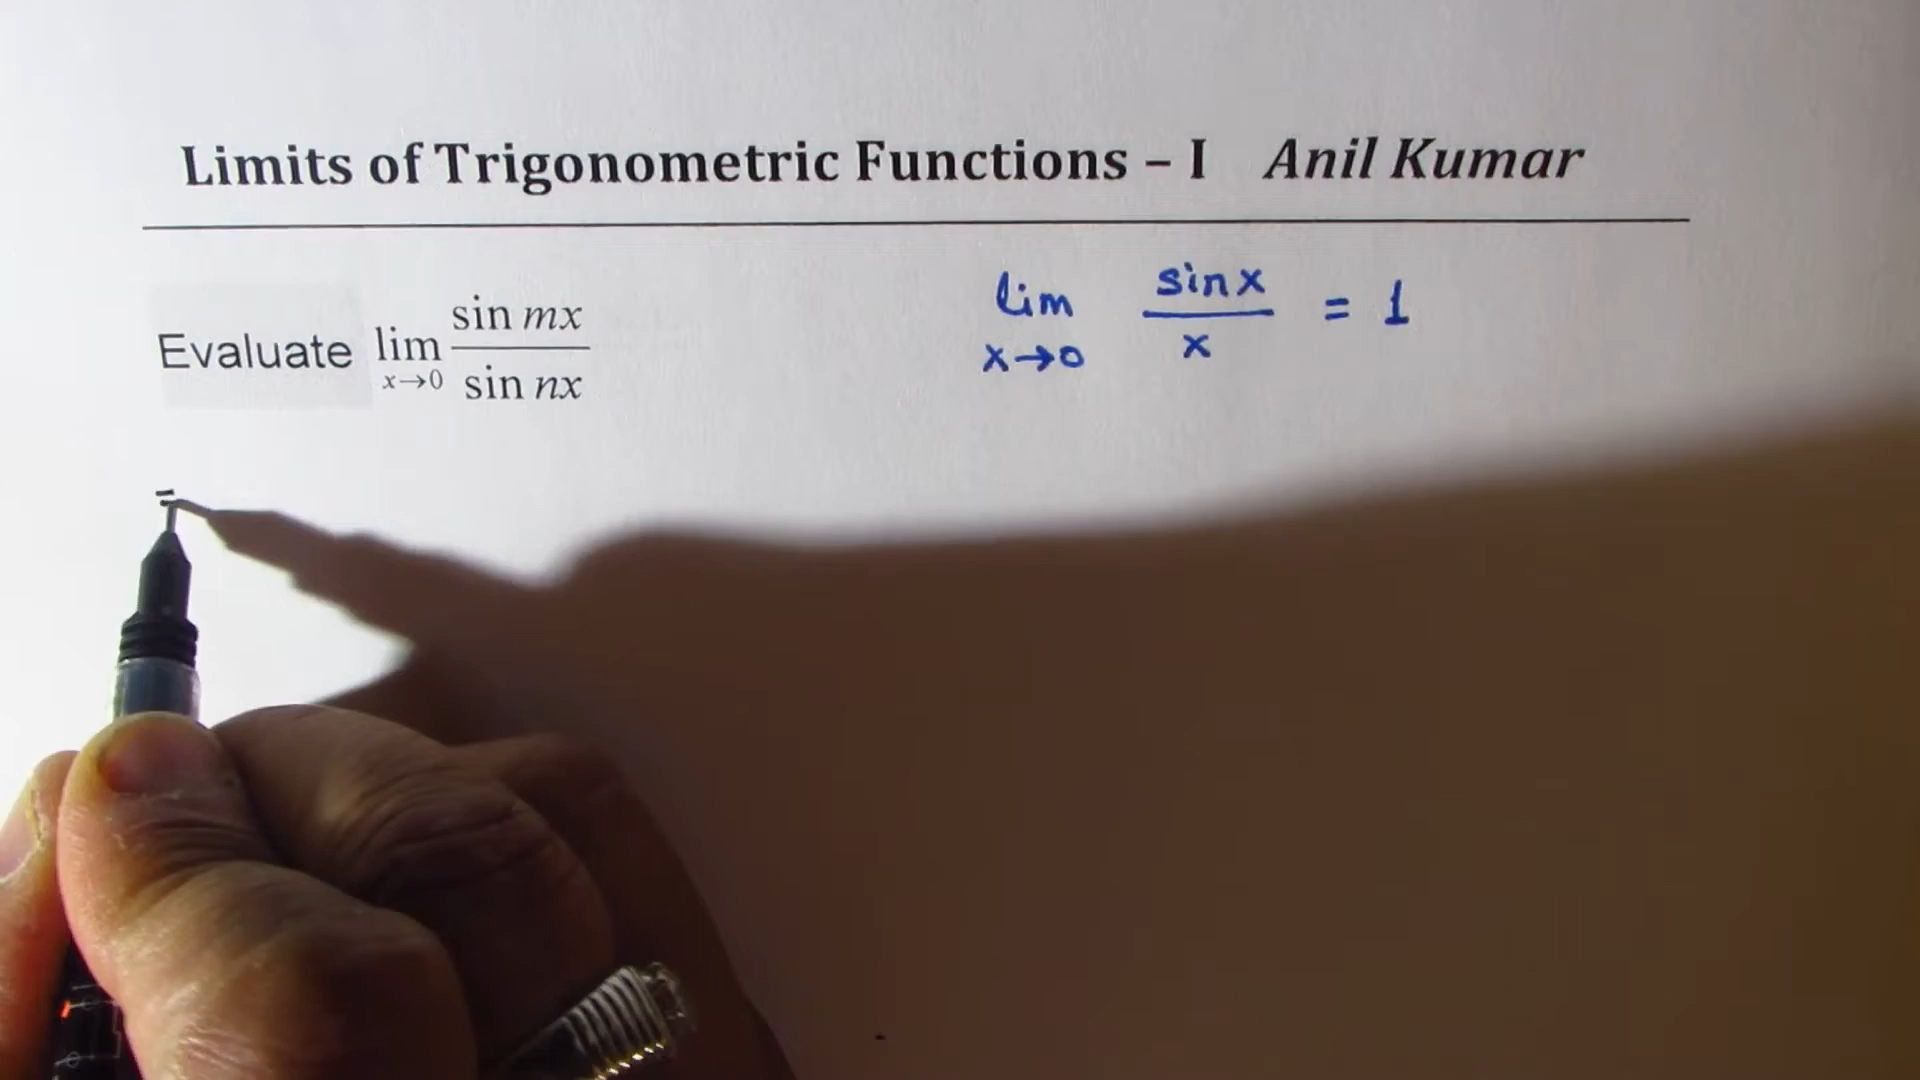 Limits of Trigonometric Functions – I Anil Kumar
Evaluate lim x→0 sin mx / sin nx
lim x→0 sin x / x = 1
=